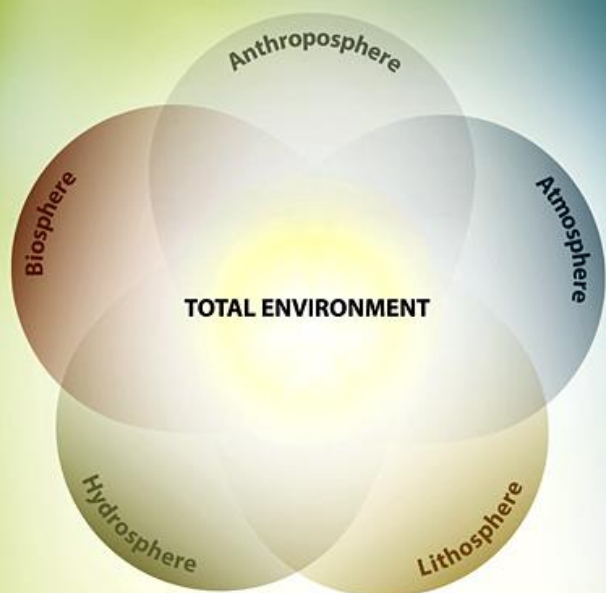 Anthroposphere
Biosphere
Atmosphere
TOTAL ENVIRONMENT
Hydrosphere
Lithosphere